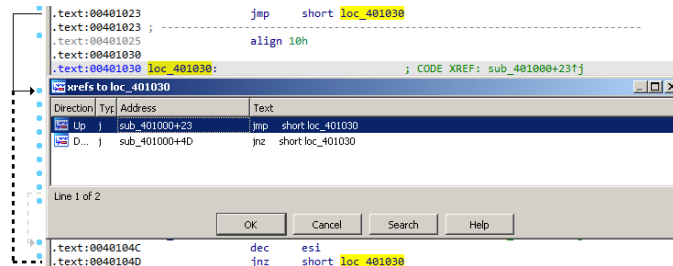 .text:00401023 jmp short loc_401030
.text:00401023 ; ---------------------------------------------------------------------------
.text:00401025 align 10h
.text:00401030
.text:00401030 loc_401030: ; CODE XREF: sub_401000+23↑j
xrefs to loc_401030
Direction Typ Address Text
Up j sub_401000+23 jmp short loc_401030
D... j sub_401000+4D jnz short loc_401030
Line 1 of 2
OK Cancel Search Help
.text:0040104C dec esi
.text:0040104D jnz short loc_401030